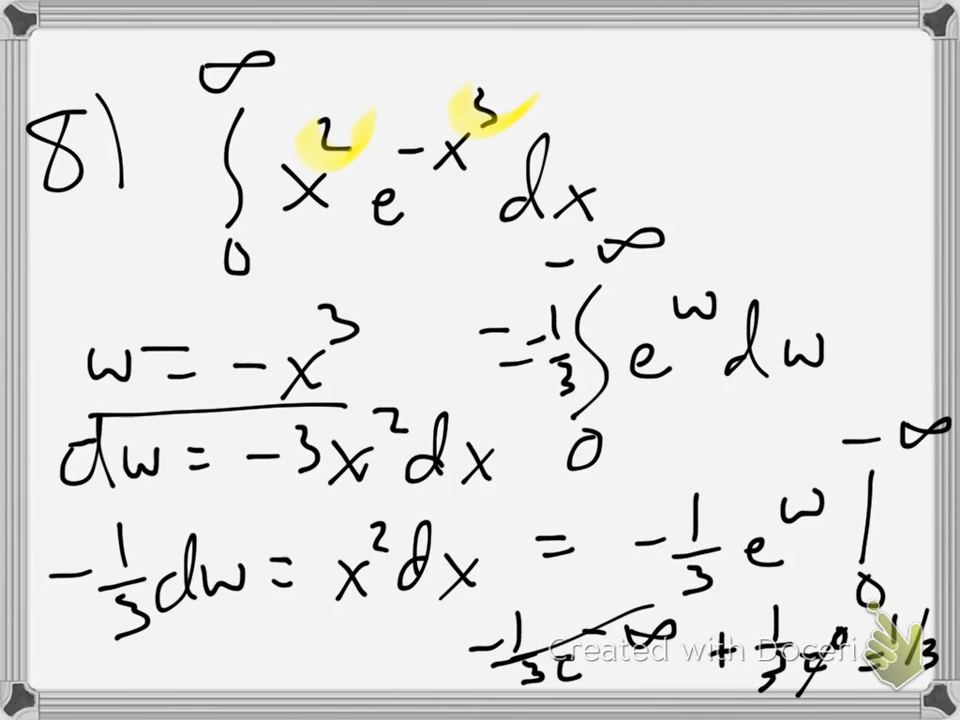 8) ∫₀^∞ x² e^(-x³) dx
w = -x³
= -1/3 ∫₀^(-∞) e^w dw
dw = -3x² dx
-1/3 dw = x² dx
= -1/3 e^w |₀^(-∞)
-1/3 e^(-∞) + 1/3 e⁰ = 1/3
Created with Doceri